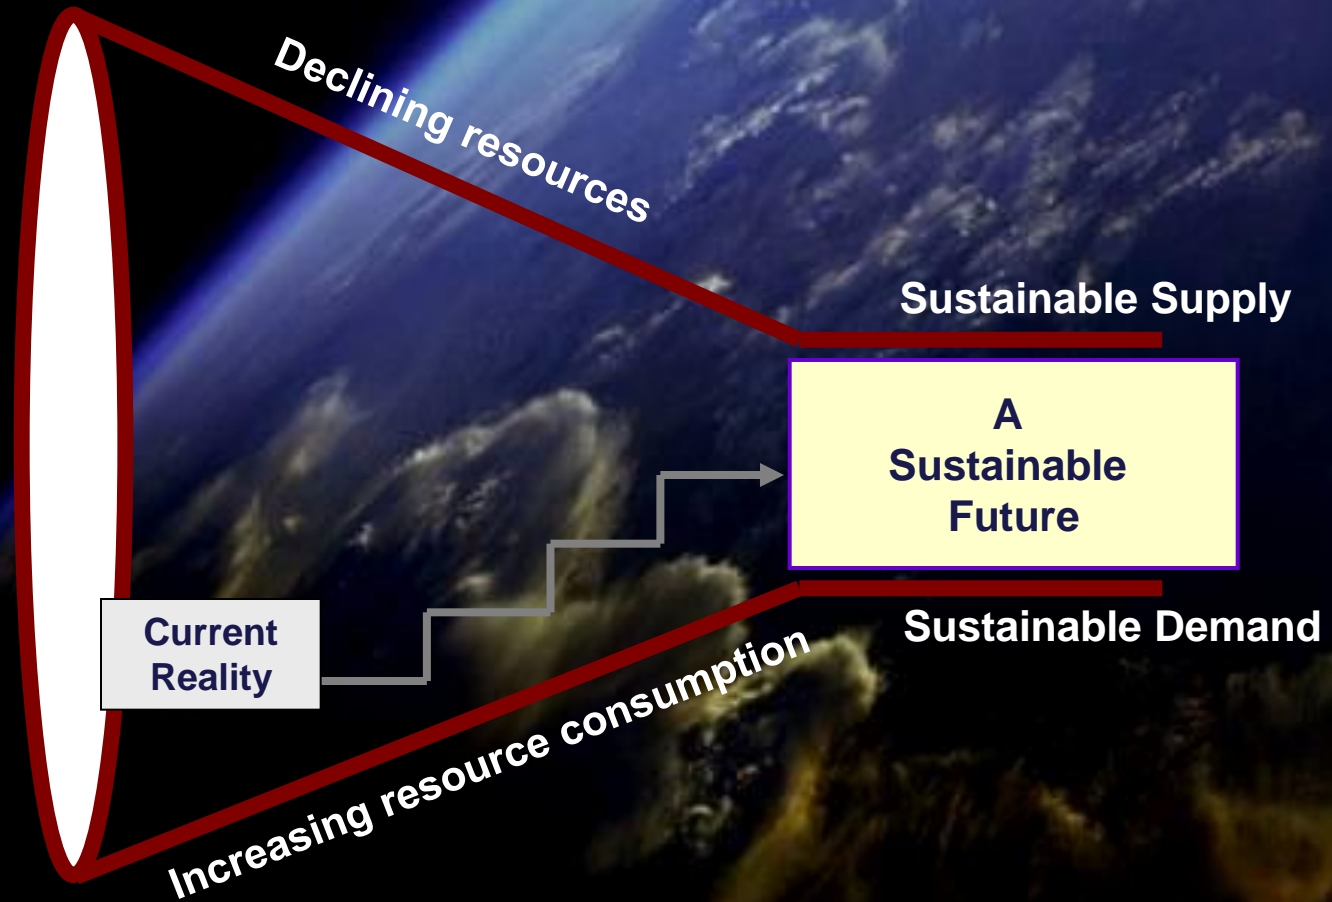 Declining resources
Sustainable Supply
A
Sustainable
Future
Current
Reality
Sustainable Demand
Increasing resource consumption